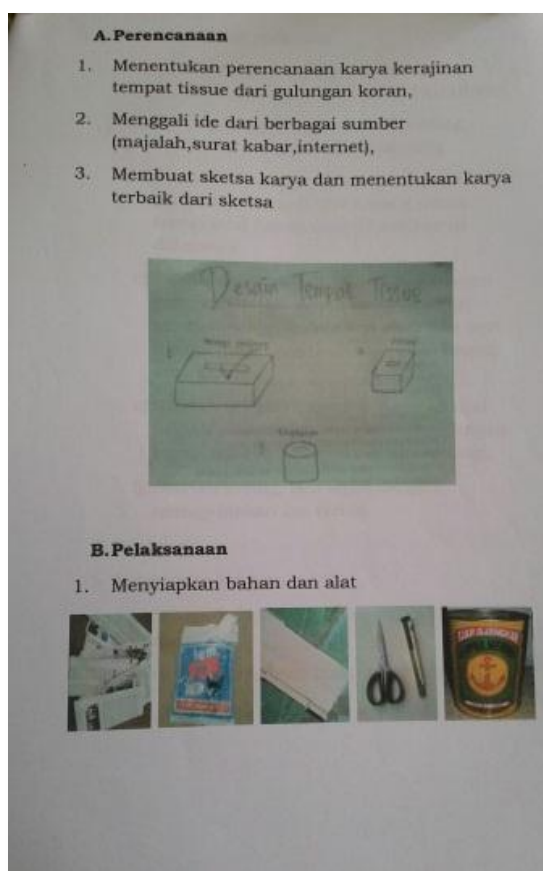 A. Perencanaan
1. Menentukan perencanaan karya kerajinan
tempat tissue dari gulungan koran,
2. Menggali ide dari berbagai sumber
(majalah,surat kabar,internet),
3. Membuat sketsa karya dan menentukan karya
terbaik dari sketsa
Desain Tempat Tissue
B. Pelaksanaan
1. Menyiapkan bahan dan alat